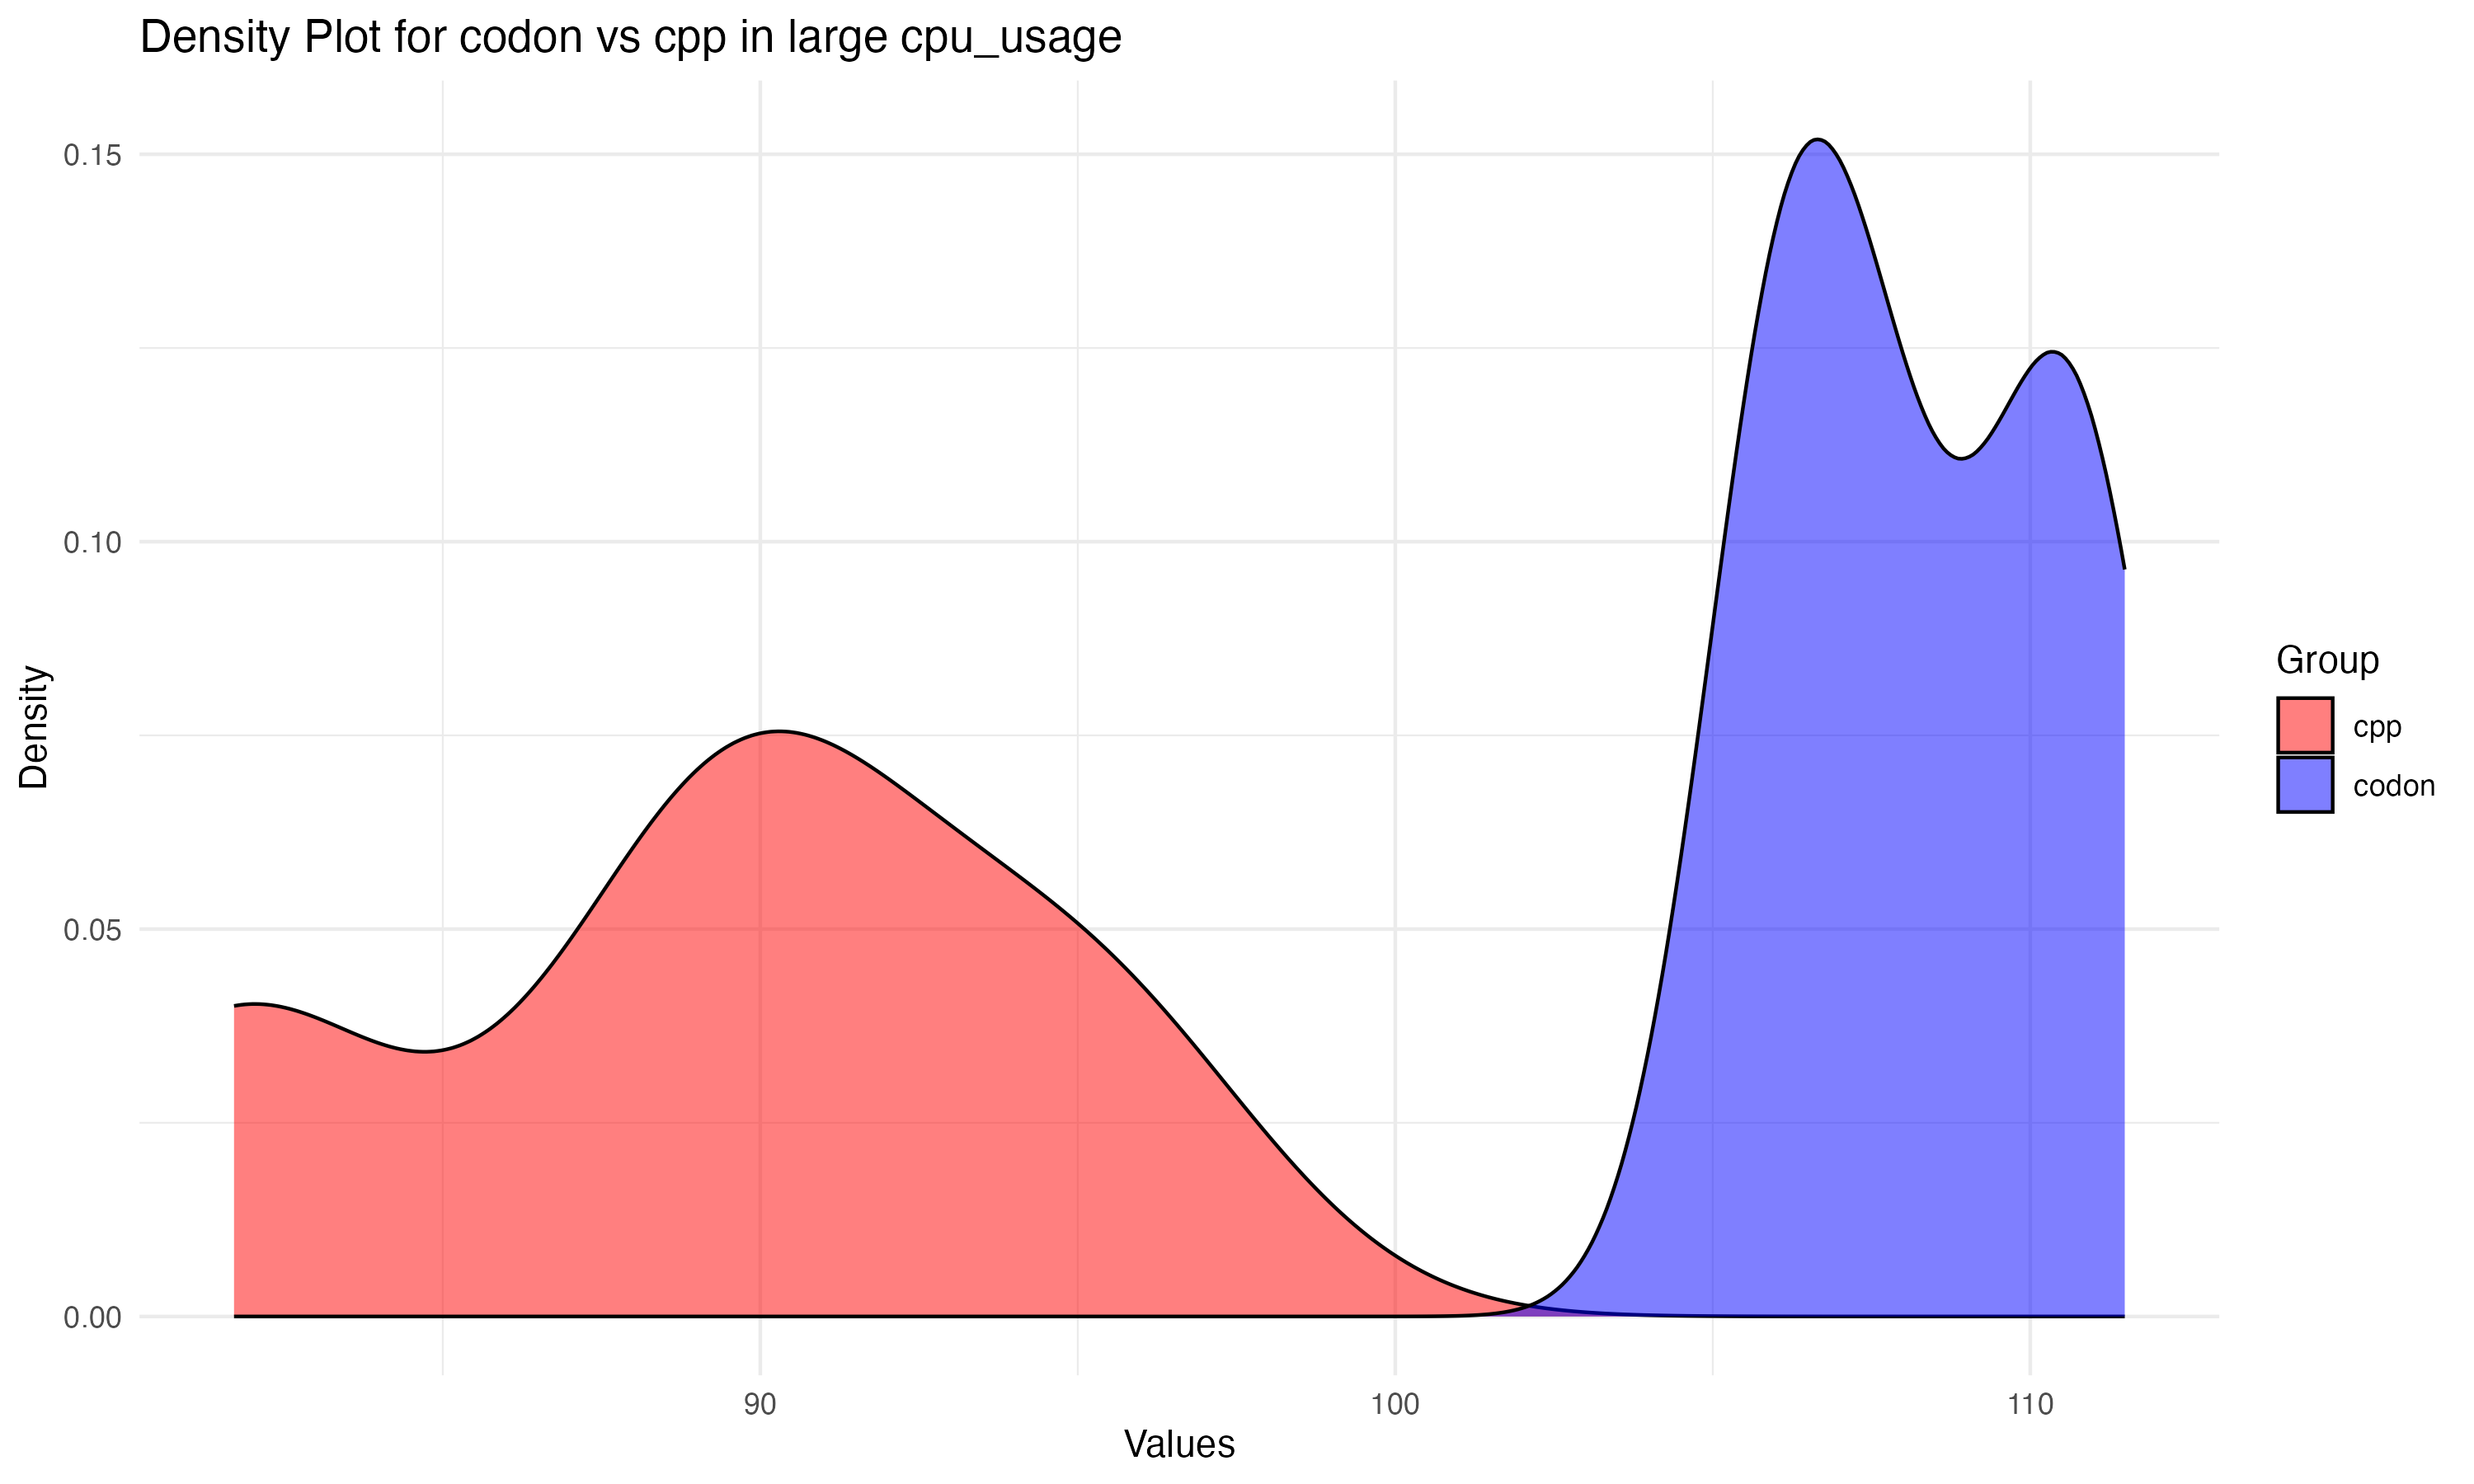 Density Plot for codon vs cpp in large cpu_usage
0.15
0.10
0.05
0.00
Density
90
100
110
Values
Group
cpp
codon